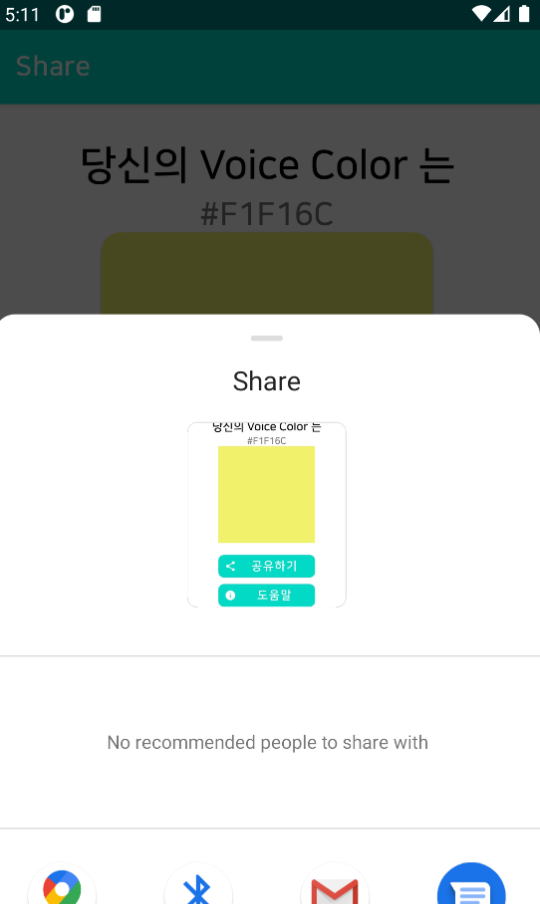 5:11
Share
당신의 Voice Color 는
#F1F16C
Share
당신의 Voice Color 는
#F1F16C
공유하기
도움말
No recommended people to share with